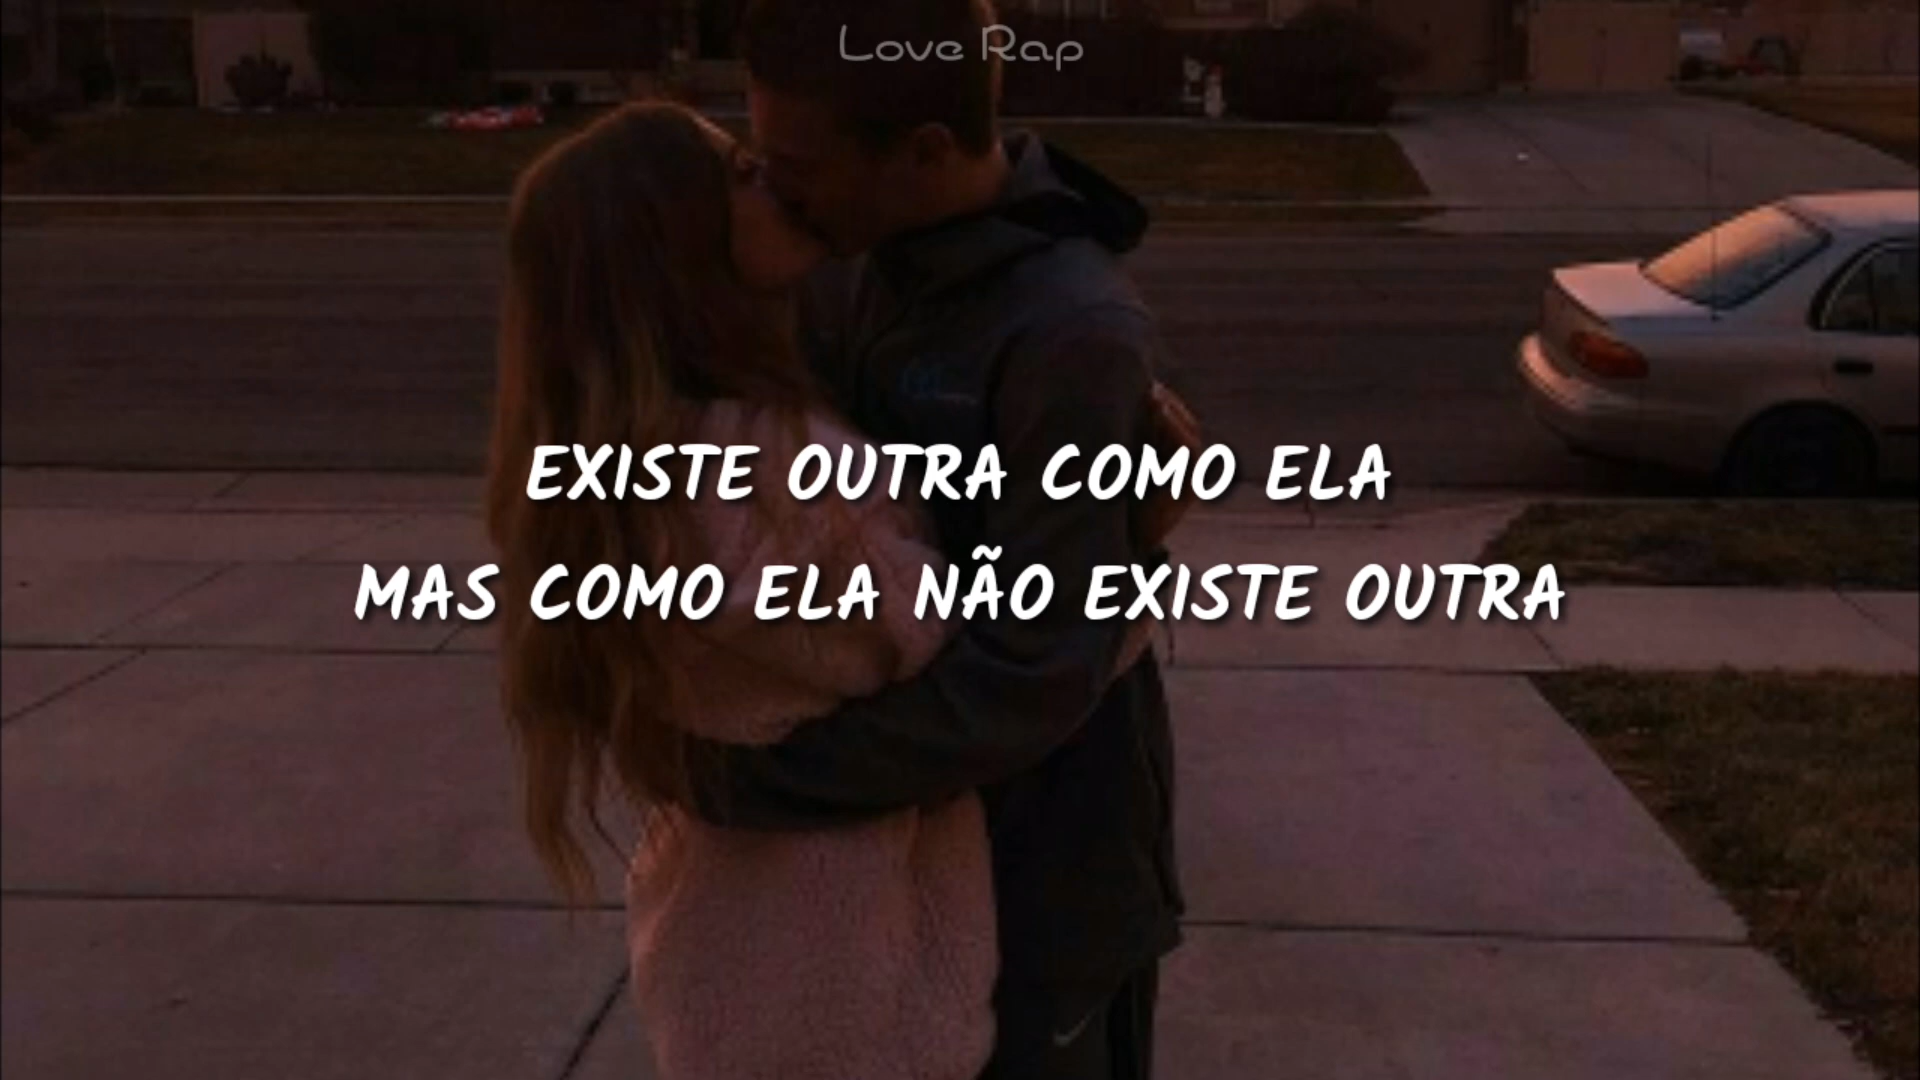 Love Rap
EXISTE OUTRA COMO ELA
MAS COMO ELA NÃO EXISTE OUTRA